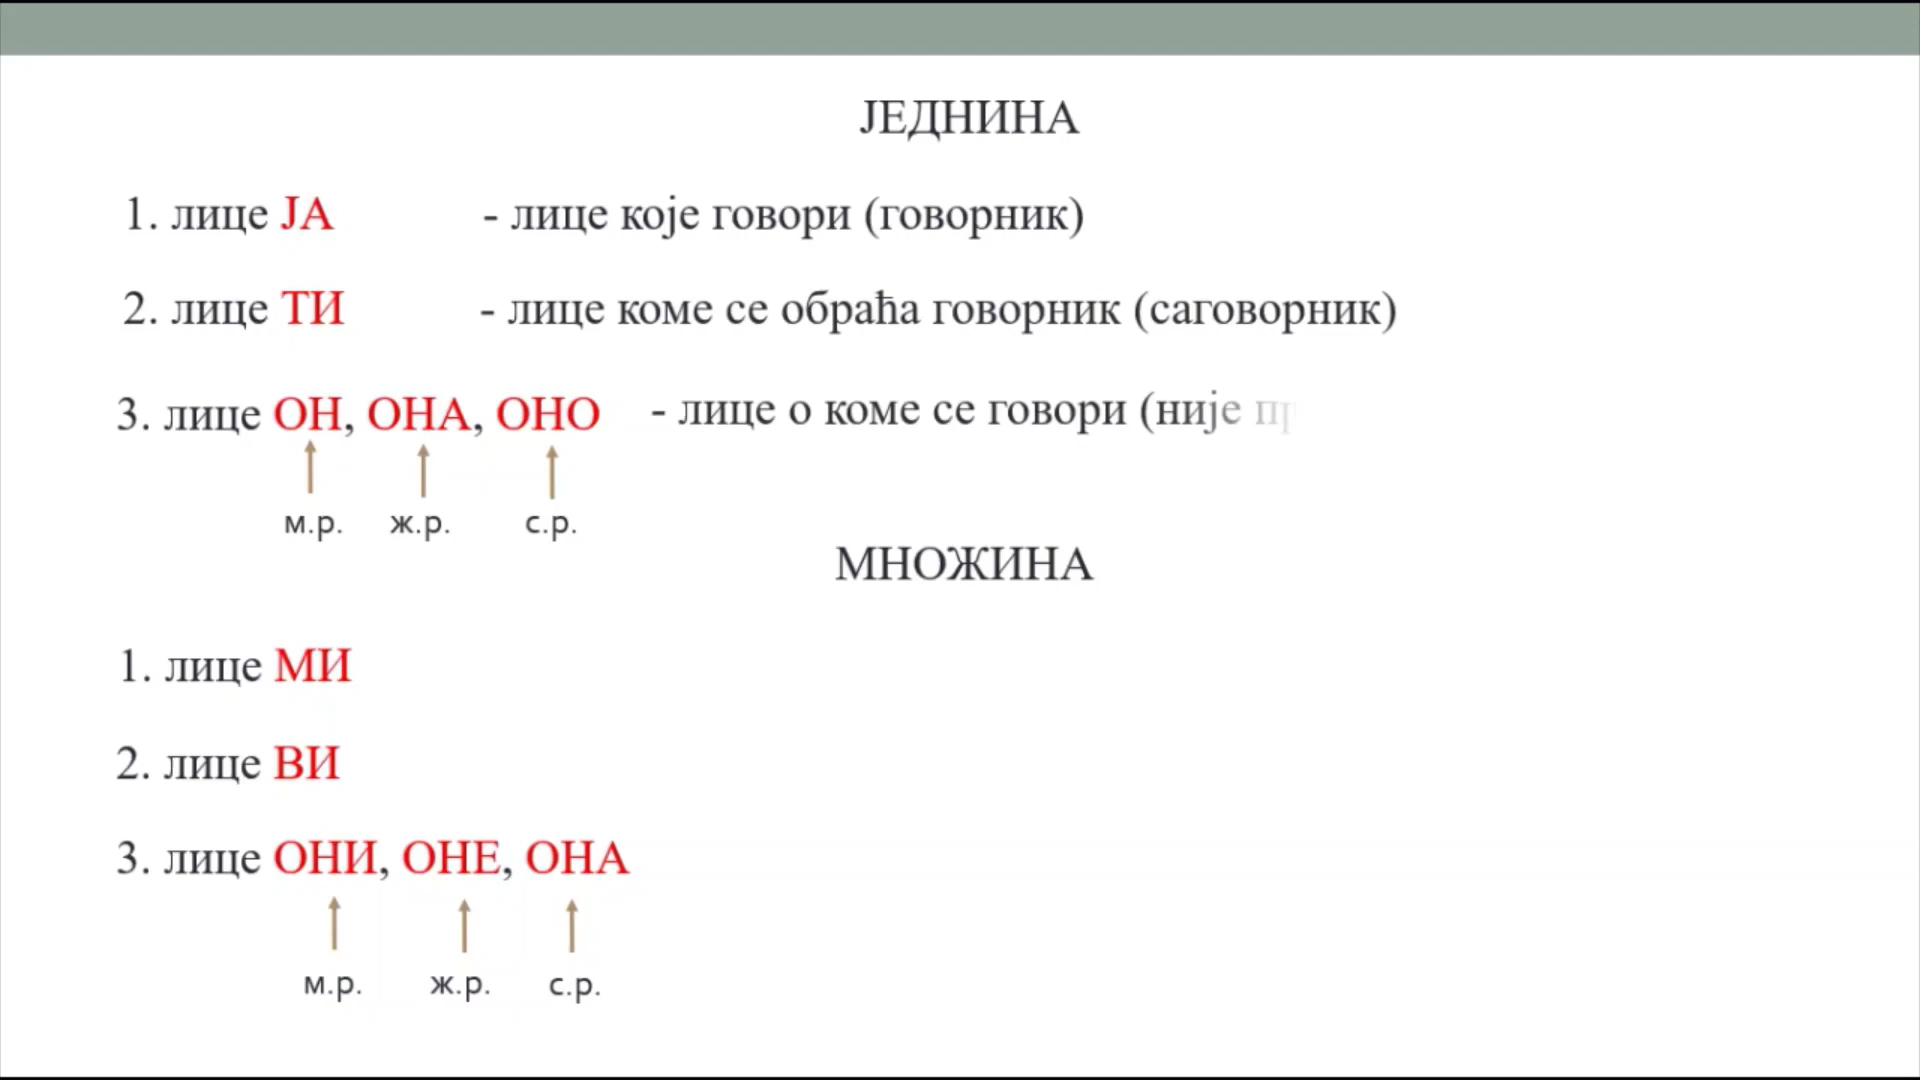 ЈЕДНИНА
1. лице ЈА - лице које говори (говорник)
2. лице ТИ - лице коме се обраћа говорник (саговорник)
3. лице ОН, ОНА, ОНО - лице о коме се говори (није
м.р. ж.р. с.р.
МНОЖИНА
1. лице МИ
2. лице ВИ
3. лице ОНИ, ОНЕ, ОНА
м.р. ж.р. с.р.